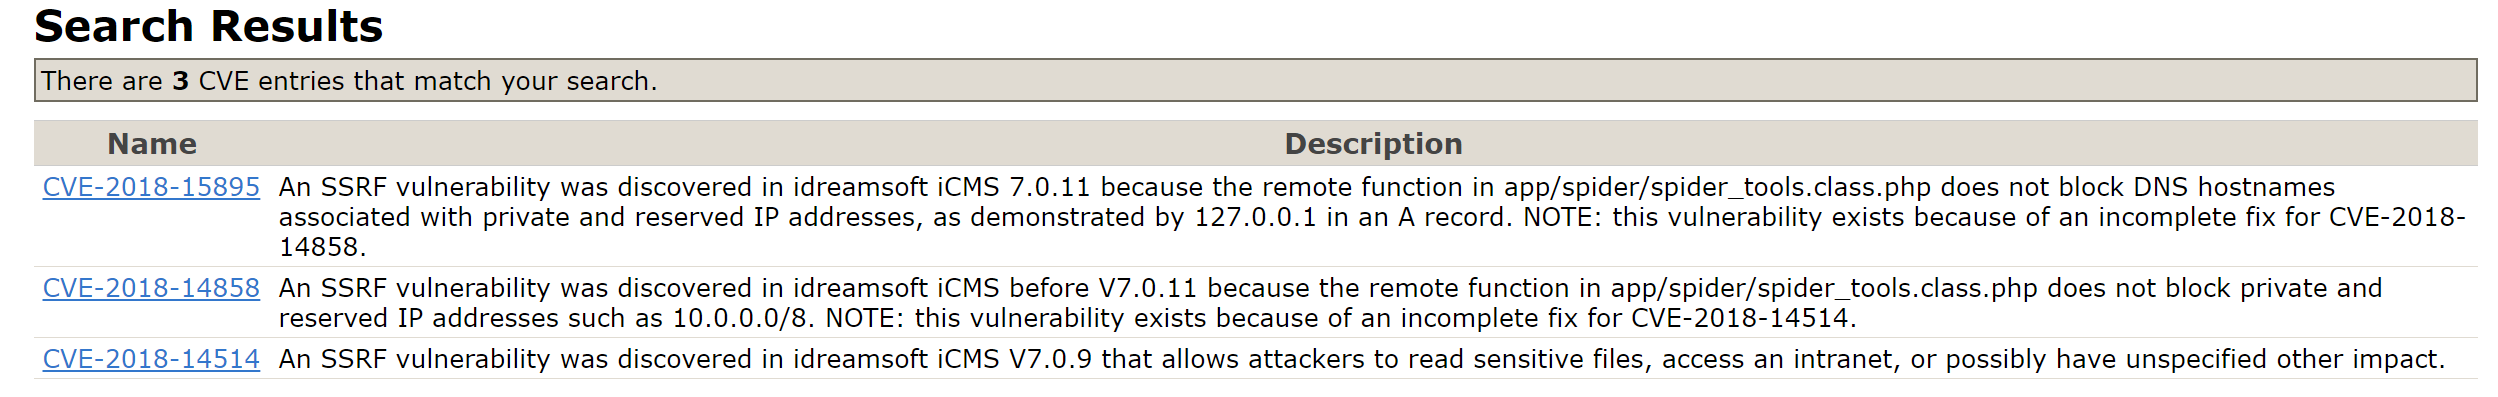 Search Results
There are 3 CVE entries that match your search.
Name Description
CVE-2018-15895 An SSRF vulnerability was discovered in idreamsoft iCMS 7.0.11 because the remote function in app/spider/spider_tools.class.php does not block DNS hostnames
associated with private and reserved IP addresses, as demonstrated by 127.0.0.1 in an A record. NOTE: this vulnerability exists because of an incomplete fix for CVE-2018-
14858.
CVE-2018-14858 An SSRF vulnerability was discovered in idreamsoft iCMS before V7.0.11 because the remote function in app/spider/spider_tools.class.php does not block private and
reserved IP addresses such as 10.0.0.0/8. NOTE: this vulnerability exists because of an incomplete fix for CVE-2018-14514.
CVE-2018-14514 An SSRF vulnerability was discovered in idreamsoft iCMS V7.0.9 that allows attackers to read sensitive files, access an intranet, or possibly have unspecified other impact.